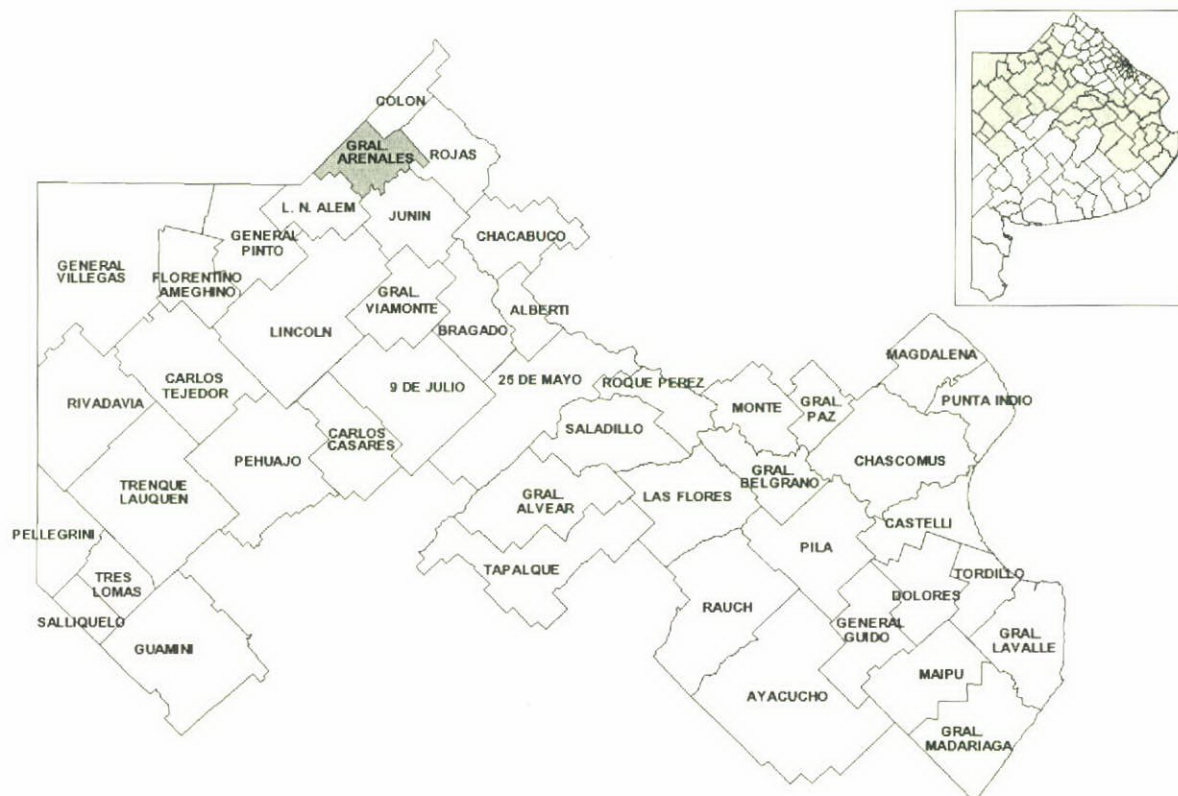 COLON
GRAL.
ARENALES
ROJAS
L. N. ALEM
JUNIN
CHACABUCO
GENERAL
PINTO
GENERAL
VILLEGAS
FLORENTINO
AMEGHINO
GRAL.
VIAMONTE
ALBERTI
LINCOLN
BRAGADO
MAGDALENA
CARLOS
TEJEDOR
9 DE JULIO
25 DE MAYO
ROQUE PEREZ
PUNTA INDIO
RIVADAVIA
MONTE
GRAL.
PAZ
SALADILLO
CARLOS
CASARES
PEHUAJO
CHASCOMUS
TRENQUE
LAUQUEN
GRAL.
BELGRANO
GRAL.
ALVEAR
LAS FLORES
CASTELLI
PELLEGRINI
PILA
TAPALQUE
TORDILLO
TRES
LOMAS
DOLORES
RAUCH
SALLIQUELO
GENERAL
GUIDO
GRAL.
LAVALLE
GUAMINI
MAIPU
AYACUCHO
GRAL.
MADARIAGA